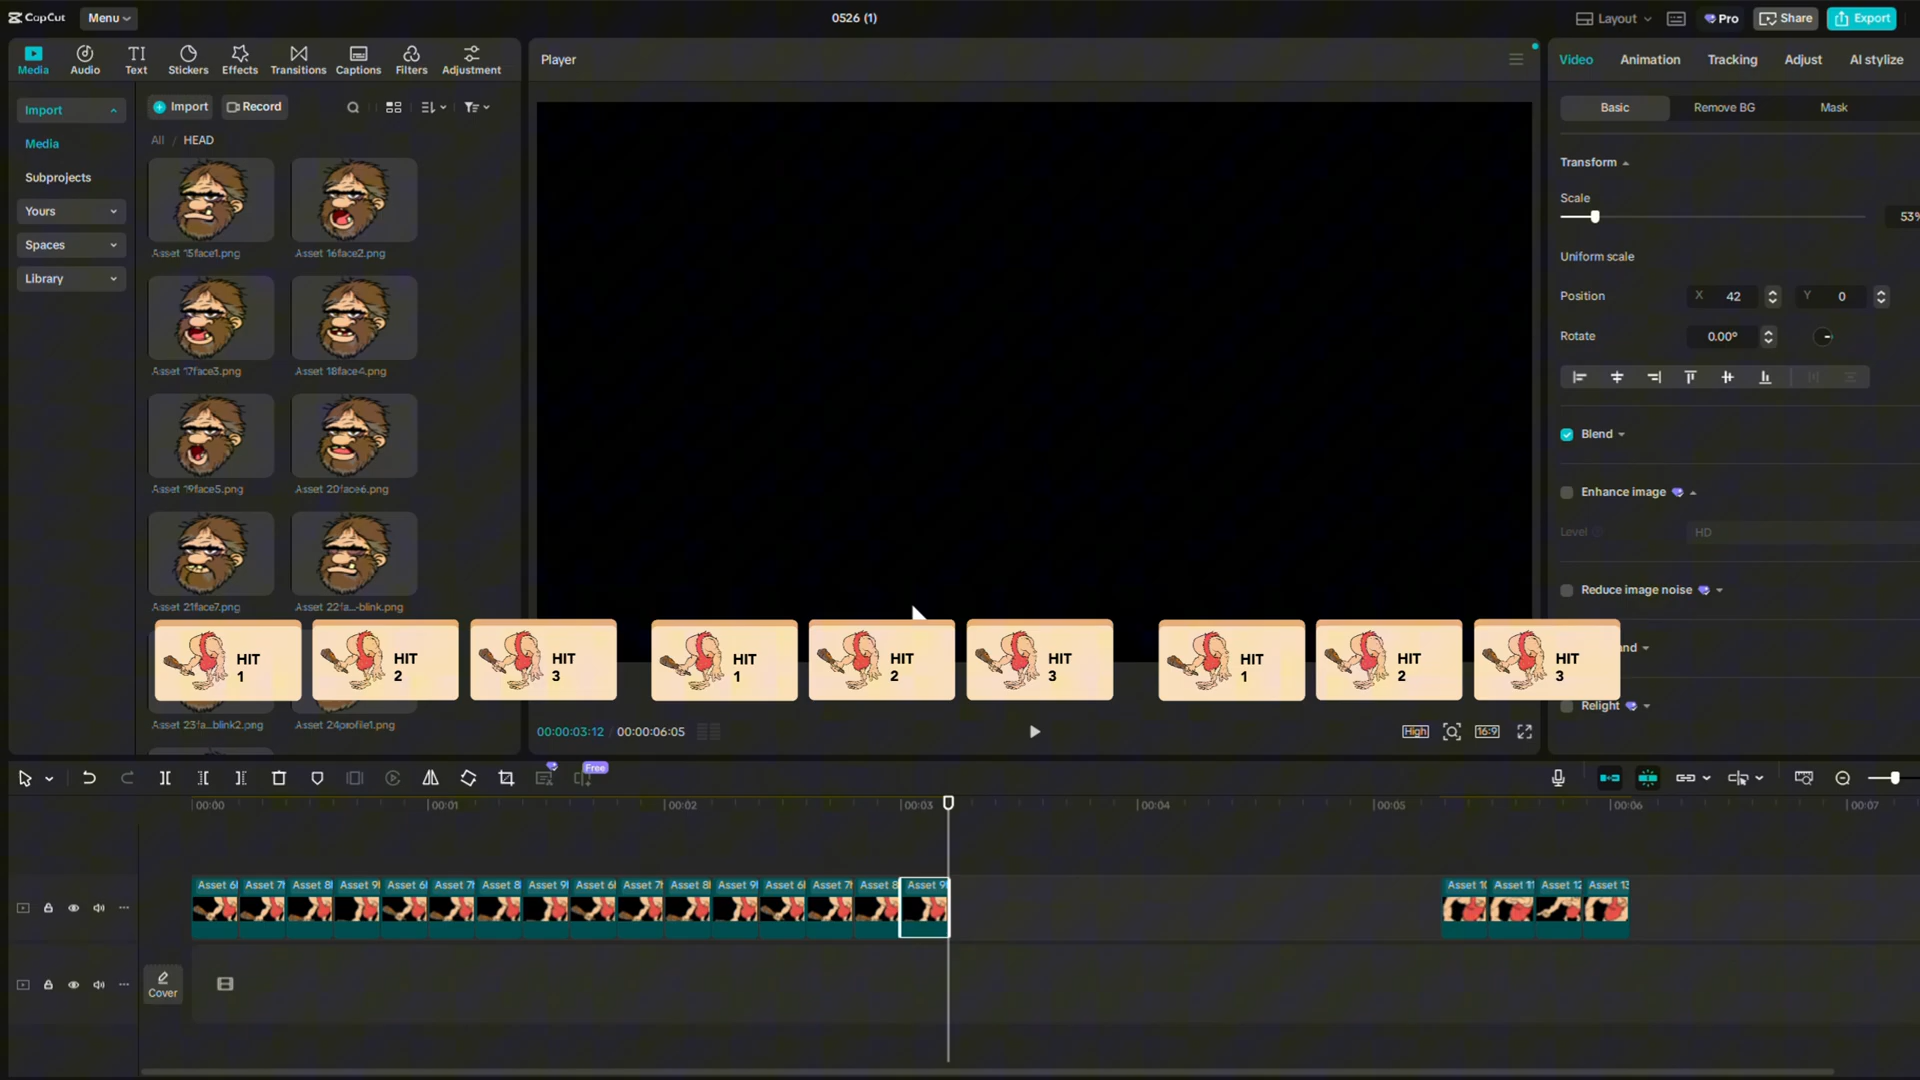 CapCut
Menu
0526 (1)
Layout
Pro
Share
Export
Media
Audio
Text
Stickers
Effects
Transitions
Captions
Filters
Adjustment
Player
Video
Animation
Tracking
Adjust
AI stylize
Import
Import
Record
Basic
Remove BG
Mask
All / HEAD
Media
Subprojects
Yours
Spaces
Library
Asset 15face1.png
Asset 16face2.png
Asset 17face3.png
Asset 18face4.png
Asset 19face5.png
Asset 20face6.png
Asset 21face7.png
Asset 22fa...-blink.png
Asset 23fa...blink2.png
Asset 24profile1.png
Transform
Scale
53%
Uniform scale
Position
X 42
Y 0
Rotate
0.00°
Blend
Enhance image
Level
HD
Reduce image noise
nd
Relight
HIT
1
HIT
2
HIT
3
HIT
1
HIT
2
HIT
3
HIT
1
HIT
2
HIT
3
00:00:03:12 / 00:00:06:05
High
16:9
Free
00:00
00:01
00:02
00:03
00:04
00:05
00:06
00:07
Asset 6
Asset 7
Asset 8
Asset 9
Asset 6
Asset 7
Asset 8
Asset 9
Asset 6
Asset 7
Asset 8
Asset 9
Asset 6
Asset 7
Asset 8
Asset 9
Asset 10
Asset 11
Asset 12
Asset 13
Cover